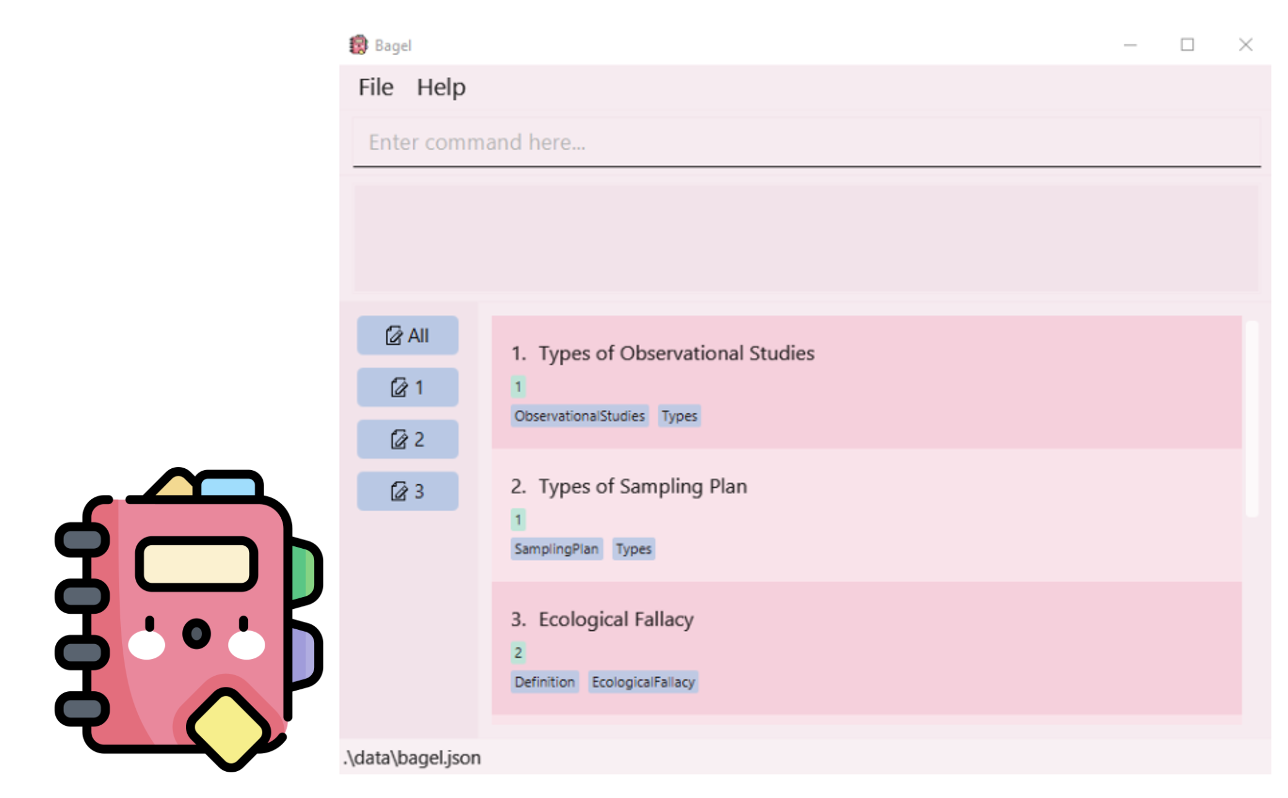 Bagel
File Help
Enter command here...
All
1
2
3
1. Types of Observational Studies
1
ObservationalStudies Types
2. Types of Sampling Plan
1
SamplingPlan Types
3. Ecological Fallacy
2
Definition EcologicalFallacy
.\data\bagel.json